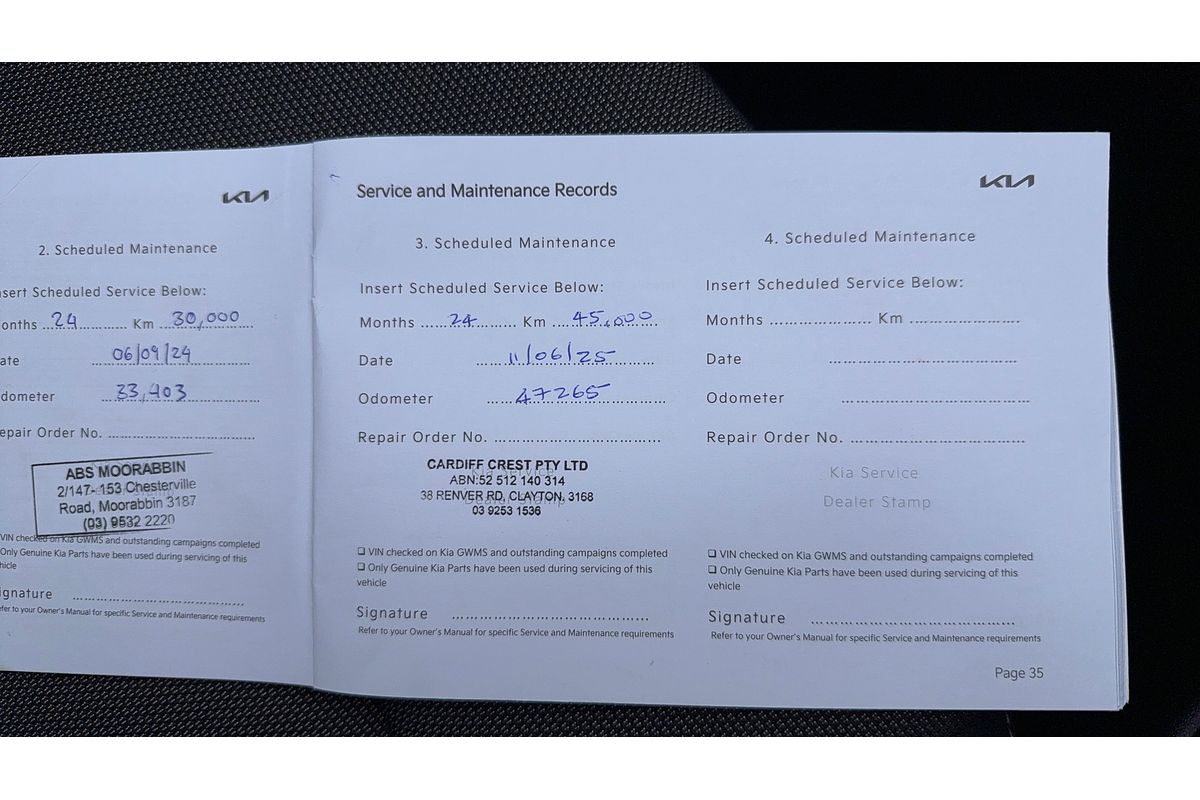 KIA
2. Scheduled Maintenance
nsert Scheduled Service Below:
onths 24 Km 30,000
ate 06/09/24
dometer 33,403
epair Order No.
ABS MOORABBIN
2/147-153 Chesterville
Road, Moorabbin 3187
(03) 9532 2220
VIN checked on Kia GWMS and outstanding campaigns completed
Only Genuine Kia Parts have been used during servicing of this
hicle
ignature
efer to your Owner's Manual for specific Service and Maintenance requirements
Service and Maintenance Records
KIA
3. Scheduled Maintenance
Insert Scheduled Service Below:
Months 24 Km 45,000
Date 11/06/25
Odometer 47265
Repair Order No.
Kia Service
Dealer Stamp
CARDIFF CREST PTY LTD
ABN:52 512 140 314
38 RENVER RD, CLAYTON, 3168
03 9253 1536
❏ VIN checked on Kia GWMS and outstanding campaigns completed
❏ Only Genuine Kia Parts have been used during servicing of this
vehicle
Signature
Refer to your Owner's Manual for specific Service and Maintenance requirements
4. Scheduled Maintenance
Insert Scheduled Service Below:
Months Km
Date
Odometer
Repair Order No.
Kia Service
Dealer Stamp
❏ VIN checked on Kia GWMS and outstanding campaigns completed
❏ Only Genuine Kia Parts have been used during servicing of this
vehicle
Signature
Refer to your Owner's Manual for specific Service and Maintenance requirements
Page 35